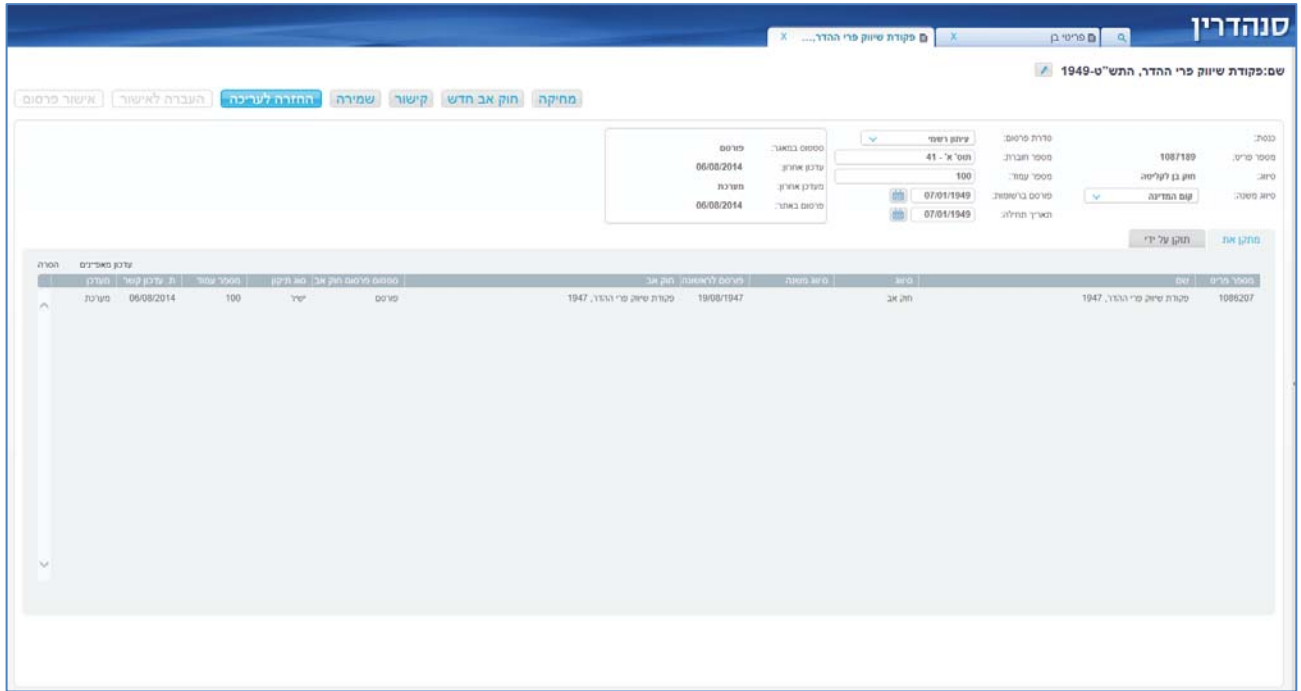 סנהדרין
פריטי בן X
פקודת שיווק פרי ההדר,... X
שם:פקודת שיווק פרי ההדר, התש"ט-1949
מחיקה חוק אב חדש קישור שמירה החזרה לעריכה העברה לאישור אישור פרסום
כנסת:
מספר פריט: 1087189
סיווג: חוק בן לקליטה
סיווג משנה: קום המדינה
סדרת פרסום: עיתון רשמי
מספר חוברת: תוס' א' - 41
מספר עמוד: 100
פורסם ברשומות: 07/01/1949
תאריך תחילה: 07/01/1949
סטטוס במאגר: פורסם
עדכון אחרון: 06/08/2014
מעדכן אחרון: מערכת
פרסום באתר: 06/08/2014
מתקן את תוקן על ידי
עדכון מאפיינים הסרה
מספר פריט שם סיווג סיווג משנה פורסם לראשונה חוק אב סטטוס פרסום חוק אב סוג תיקון מספר עמוד ת. עדכון קשר מעדכן
1086207 פקודת שיווק פרי ההדר, 1947 חוק אב 19/08/1947 פקודת שיווק פרי ההדר, 1947 פורסם ישיר 100 06/08/2014 מערכת